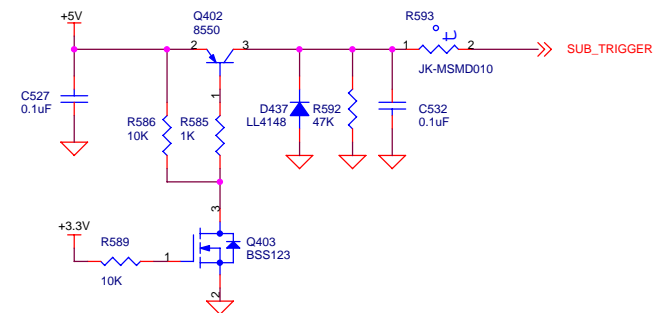 +5V
Q402
8550
R593
2
3
1
2
SUB_TRIGGER
JK-MSMD010
1
C527
0.1uF
R586
10K
R585
1K
D437
LL4148
R592
47K
C532
0.1uF
3
+3.3V
R589
10K
1
Q403
BSS123
2